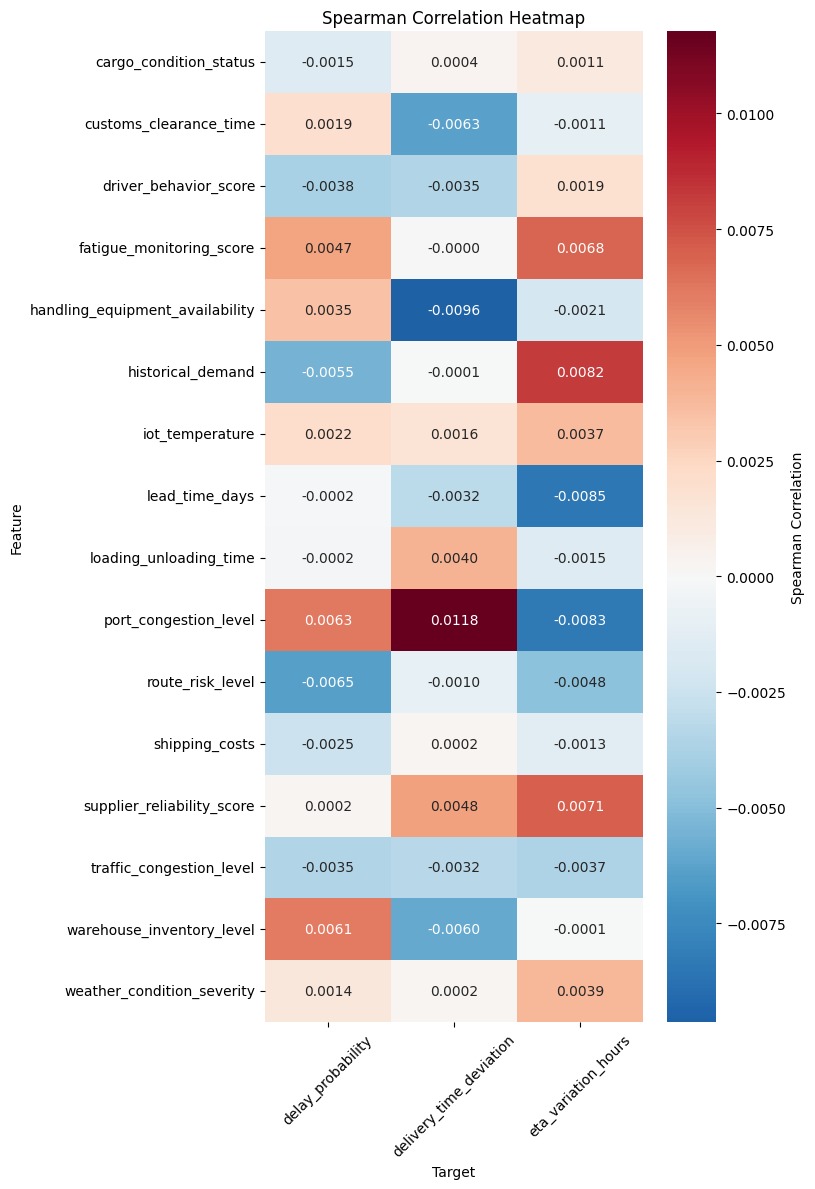 Spearman Correlation Heatmap
cargo_condition_status -0.0015 0.0004 0.0011
customs_clearance_time 0.0019 -0.0063 -0.0011
driver_behavior_score -0.0038 -0.0035 0.0019
fatigue_monitoring_score 0.0047 -0.0000 0.0068
handling_equipment_availability 0.0035 -0.0096 -0.0021
historical_demand -0.0055 -0.0001 0.0082
iot_temperature 0.0022 0.0016 0.0037
lead_time_days -0.0002 -0.0032 -0.0085
loading_unloading_time -0.0002 0.0040 -0.0015
port_congestion_level 0.0063 0.0118 -0.0083
route_risk_level -0.0065 -0.0010 -0.0048
shipping_costs -0.0025 0.0002 -0.0013
supplier_reliability_score 0.0002 0.0048 0.0071
traffic_congestion_level -0.0035 -0.0032 -0.0037
warehouse_inventory_level 0.0061 -0.0060 -0.0001
weather_condition_severity 0.0014 0.0002 0.0039
Feature
delay_probability
delivery_time_deviation
eta_variation_hours
Target
0.0100
0.0075
0.0050
0.0025
0.0000
−0.0025
−0.0050
−0.0075
Spearman Correlation